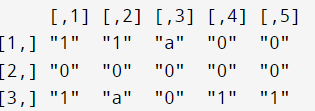 [,1] [,2] [,3] [,4] [,5]
[1,] "1" "1" "a" "0" "0"
[2,] "0" "0" "0" "0" "0"
[3,] "1" "a" "0" "1" "1"